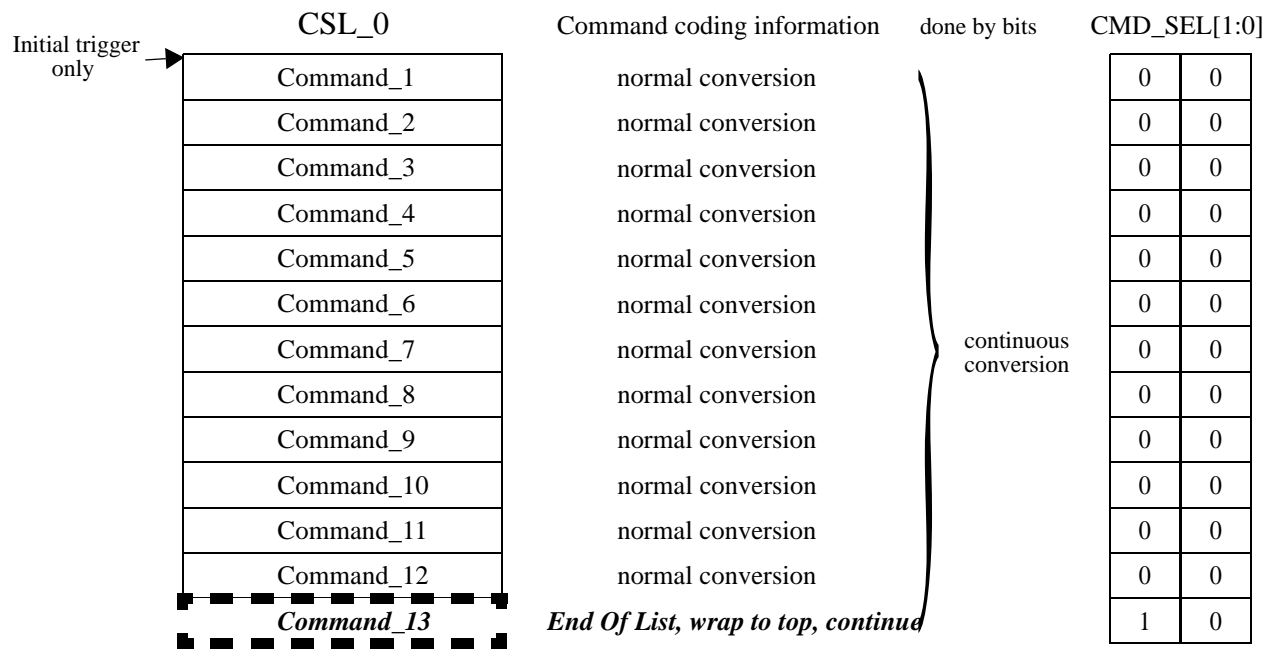 CSL_0 Command coding information done by bits CMD_SEL[1:0]
Initial trigger
only
Command_1 normal conversion 0 0
Command_2 normal conversion 0 0
Command_3 normal conversion 0 0
Command_4 normal conversion 0 0
Command_5 normal conversion 0 0
Command_6 normal conversion 0 0
Command_7 normal conversion 0 0
continuous
conversion
Command_8 normal conversion 0 0
Command_9 normal conversion 0 0
Command_10 normal conversion 0 0
Command_11 normal conversion 0 0
Command_12 normal conversion 0 0
Command_13 End Of List, wrap to top, continue 1 0